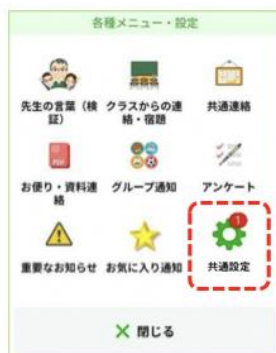 各種メニュー・設定
先生の言葉（検
証）
クラスからの連
絡・宿題
共通連絡
PDF
お便り・資料連
絡
グループ通知
アンケート
1
重要なお知らせ
お気に入り通知
共通設定
閉じる